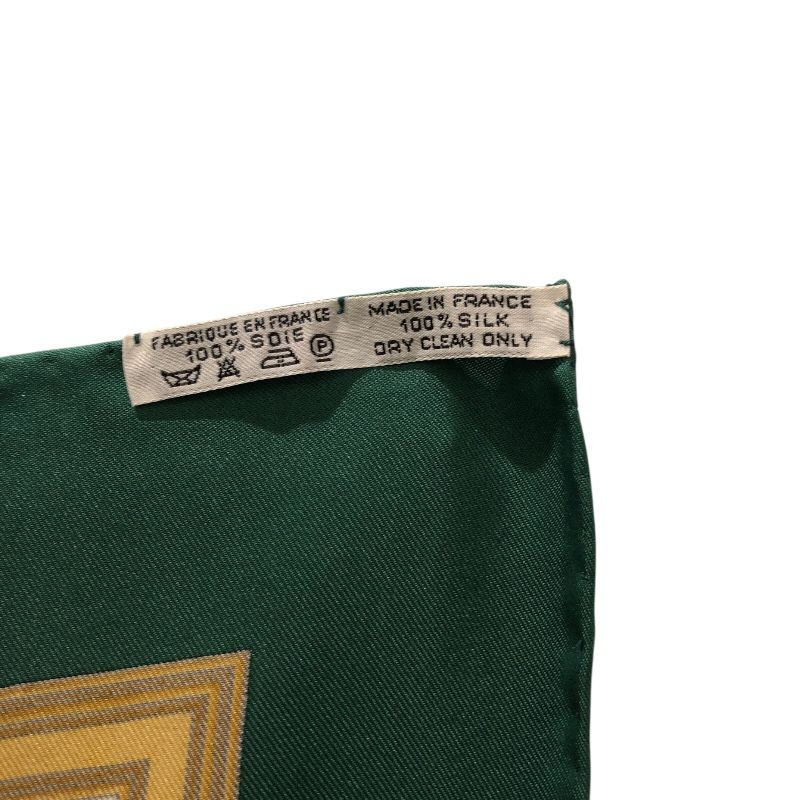 FABRIQUE EN FRANCE
100% SOIE
P
MADE IN FRANCE
100% SILK
DRY CLEAN ONLY